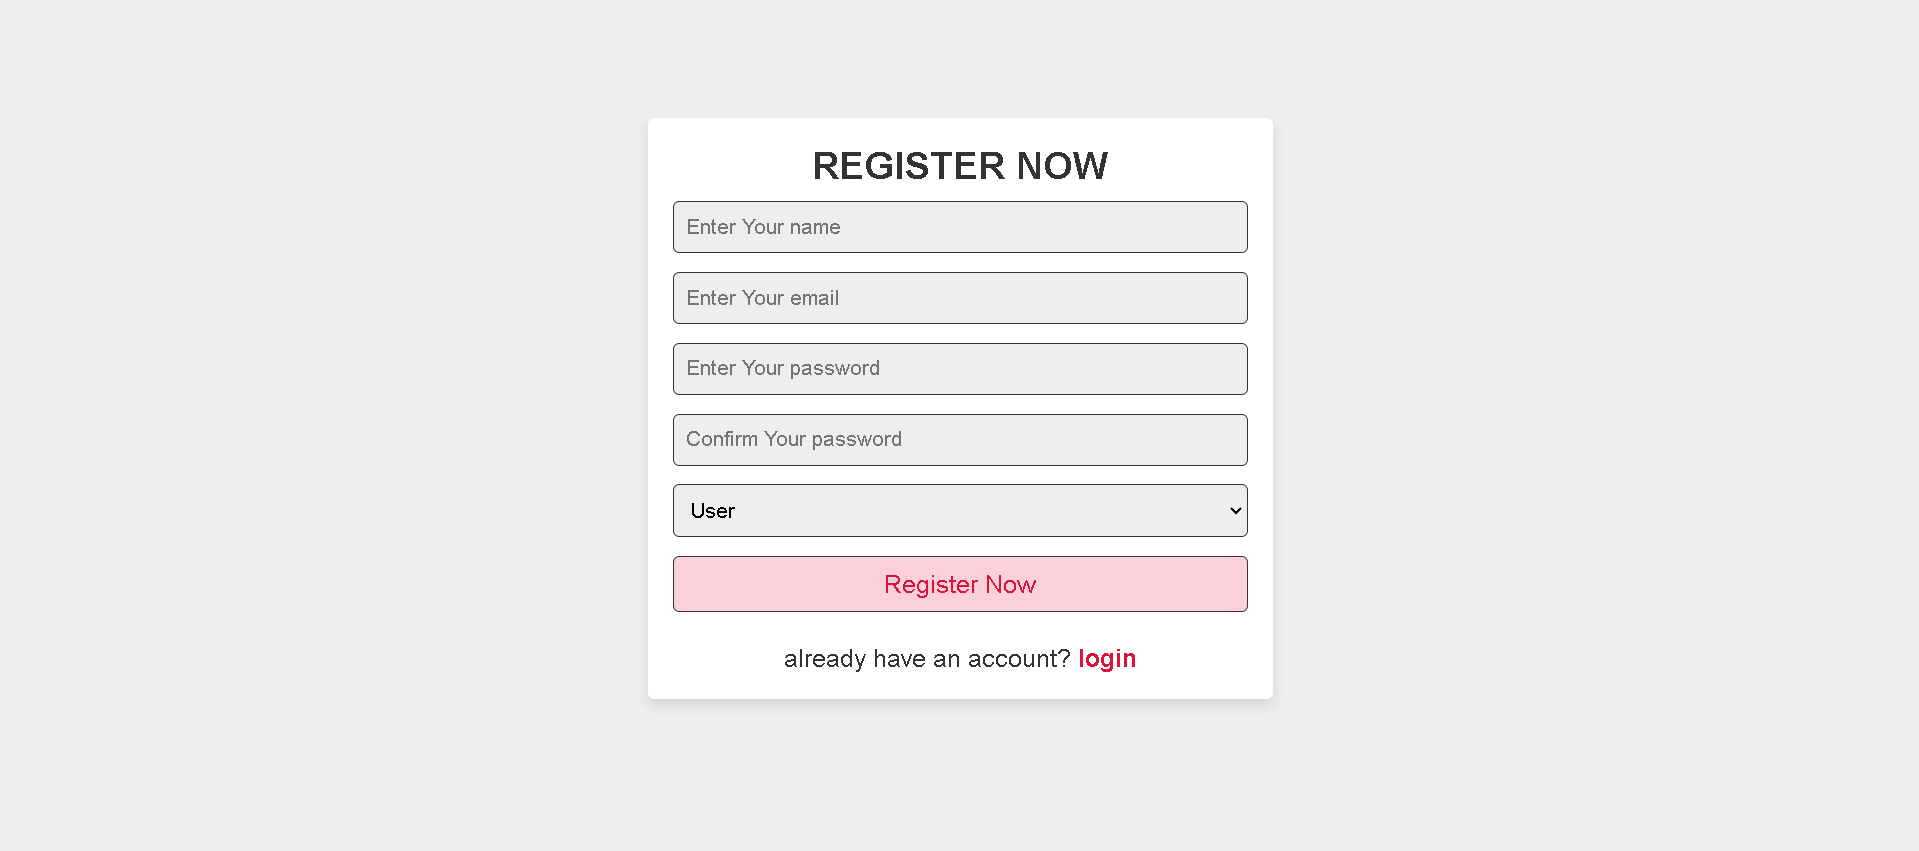 REGISTER NOW
Enter Your name
Enter Your email
Enter Your password
Confirm Your password
User
Register Now
already have an account? login